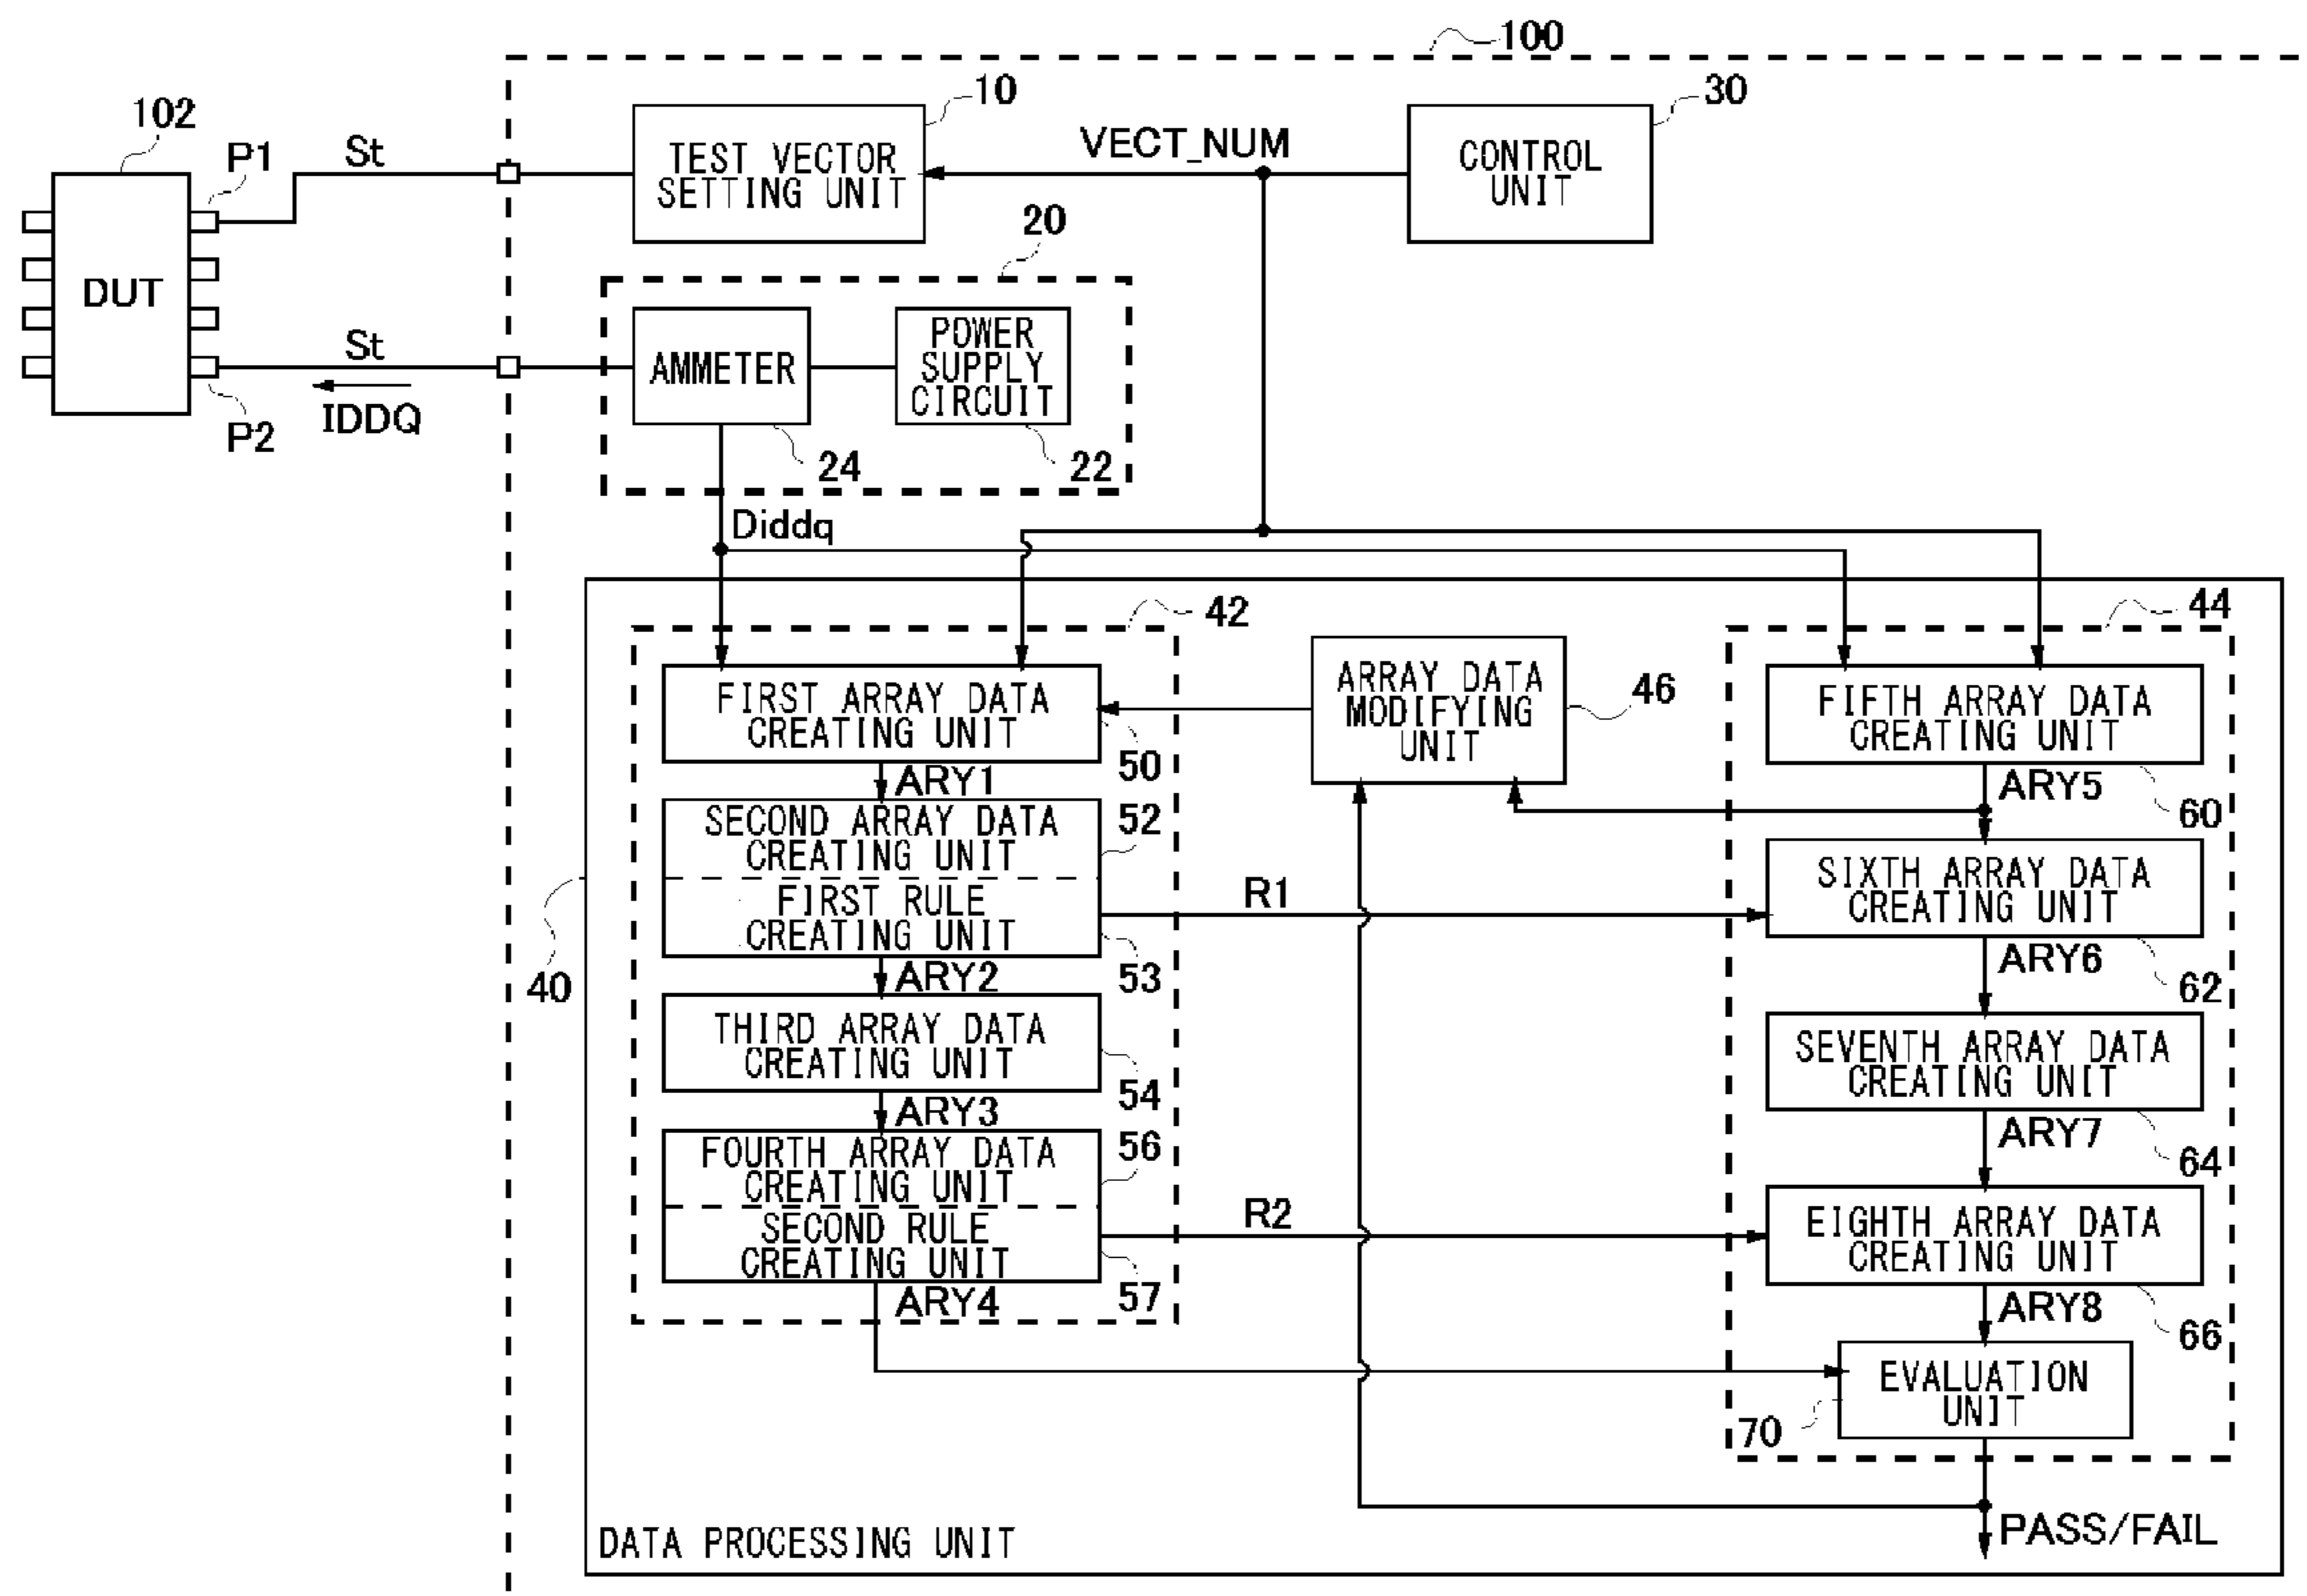 100
102
P1
St
10
TEST VECTOR
SETTING UNIT
VECT_NUM
30
CONTROL
UNIT
DUT
20
St
IDDQ
P2
AMMETER
POWER
SUPPLY
CIRCUIT
24
22
Diddq
42
44
FIRST ARRAY DATA
CREATING UNIT
50
ARRAY DATA
MODIFYING
UNIT
46
FIFTH ARRAY DATA
CREATING UNIT
ARY1
ARY5
60
SECOND ARRAY DATA
CREATING UNIT
52
FIRST RULE
CREATING UNIT
53
R1
SIXTH ARRAY DATA
CREATING UNIT
40
ARY2
ARY6
62
THIRD ARRAY DATA
CREATING UNIT
54
SEVENTH ARRAY DATA
CREATING UNIT
ARY3
ARY7
64
FOURTH ARRAY DATA
CREATING UNIT
56
SECOND RULE
CREATING UNIT
57
R2
EIGHTH ARRAY DATA
CREATING UNIT
ARY4
ARY8
66
EVALUATION
UNIT
70
DATA PROCESSING UNIT
PASS/FAIL